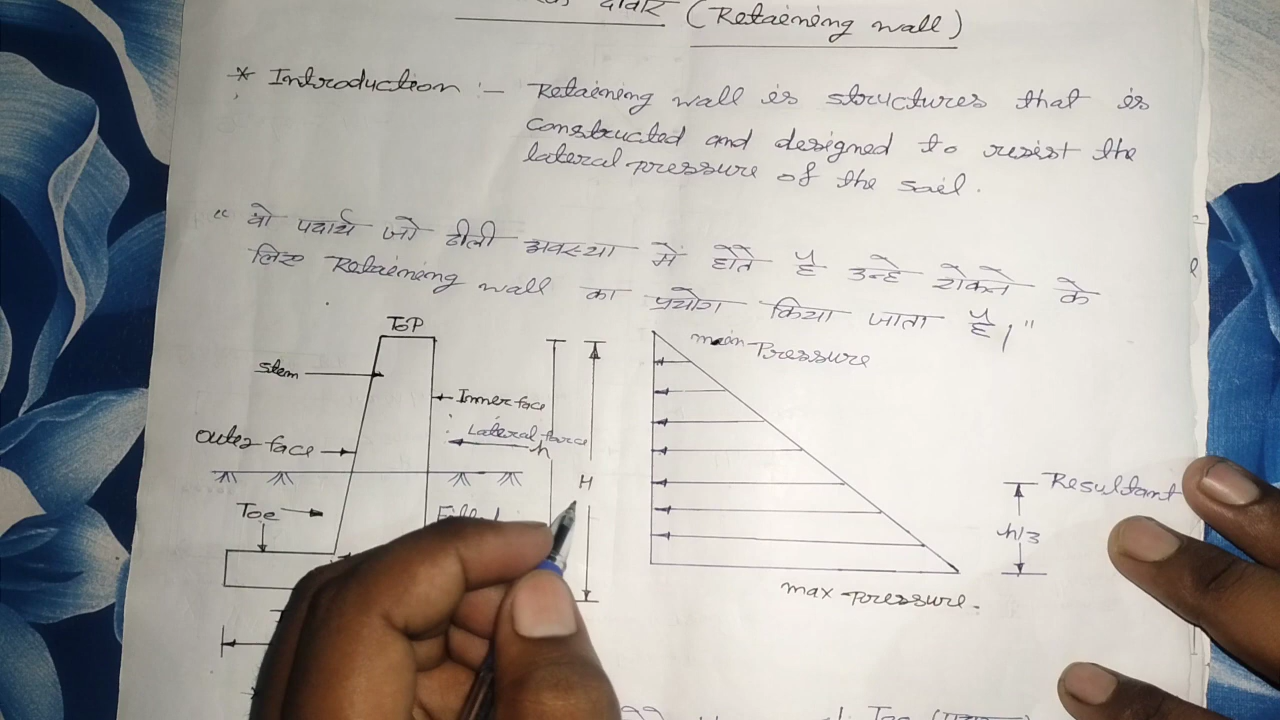 दीवार (Retaining wall)
* Introduction :- Retaining wall is structures that is
constructed and designed to resist the
lateral pressure of the soil.
“ वो पदार्थ जो ढीली अवस्था में होते है उन्हे रोकने के
लिए Retaining wall का प्रयोग किया जाता है।”
TOP
min Pressure
stem
Inner face
Lateral force
outer face
h
H
Resultant
Toe
h/3
max pressure.